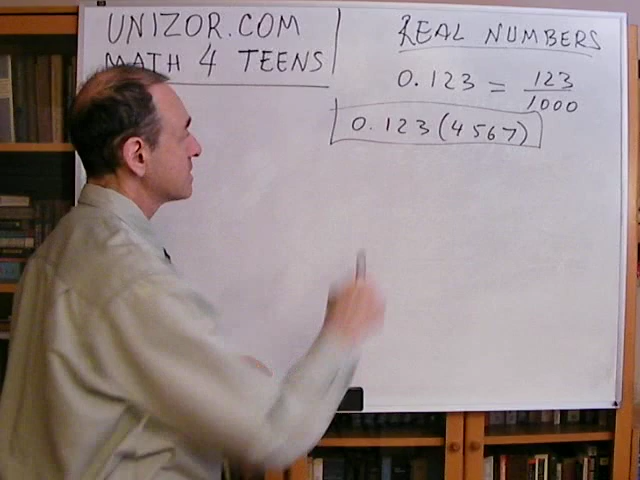 UNIZOR.COM
MATH 4 TEENS
REAL NUMBERS
0.123 = 123/1000
0.123(4567)